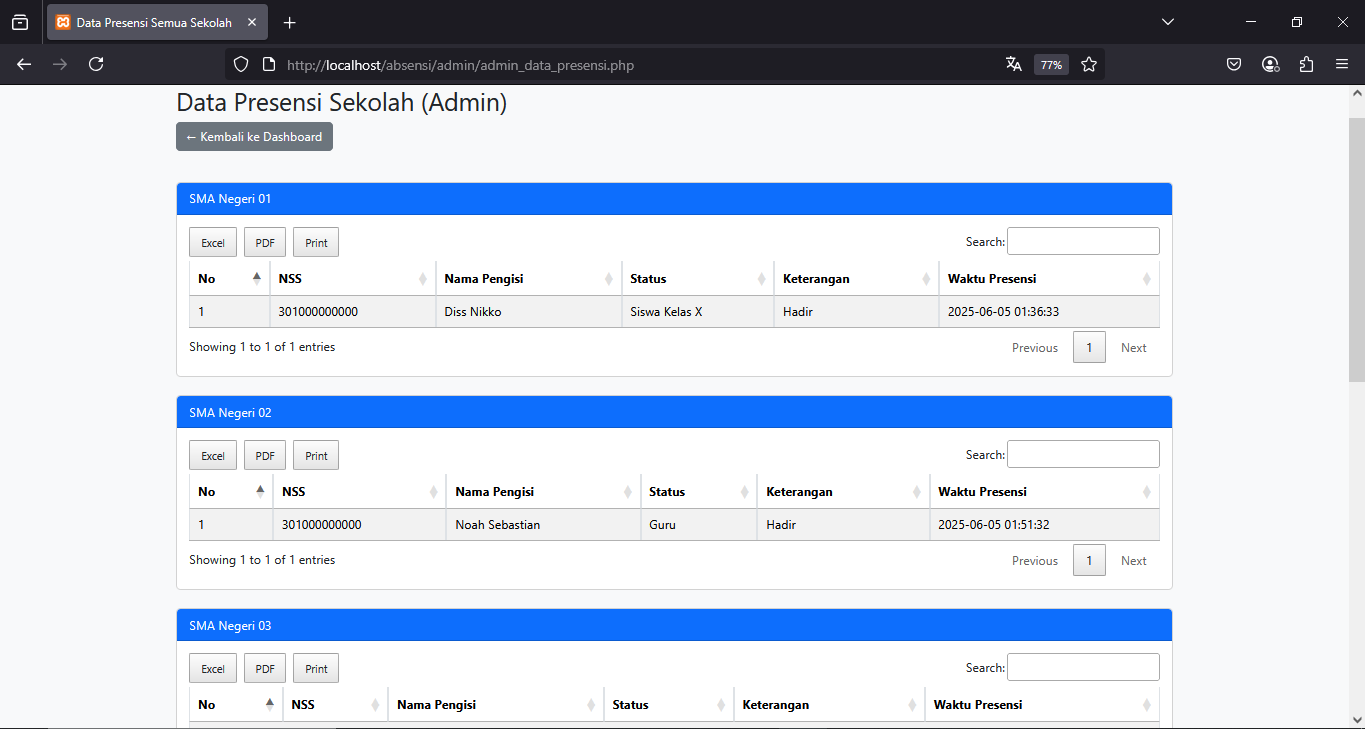 Data Presensi Semua Sekolah
http://localhost/absensi/admin/admin_data_presensi.php 77%
Data Presensi Sekolah (Admin)
← Kembali ke Dashboard
SMA Negeri 01
Excel PDF Print Search:
No NSS Nama Pengisi Status Keterangan Waktu Presensi
1 301000000000 Diss Nikko Siswa Kelas X Hadir 2025-06-05 01:36:33
Showing 1 to 1 of 1 entries Previous 1 Next
SMA Negeri 02
Excel PDF Print Search:
No NSS Nama Pengisi Status Keterangan Waktu Presensi
1 301000000000 Noah Sebastian Guru Hadir 2025-06-05 01:51:32
Showing 1 to 1 of 1 entries Previous 1 Next
SMA Negeri 03
Excel PDF Print Search:
No NSS Nama Pengisi Status Keterangan Waktu Presensi